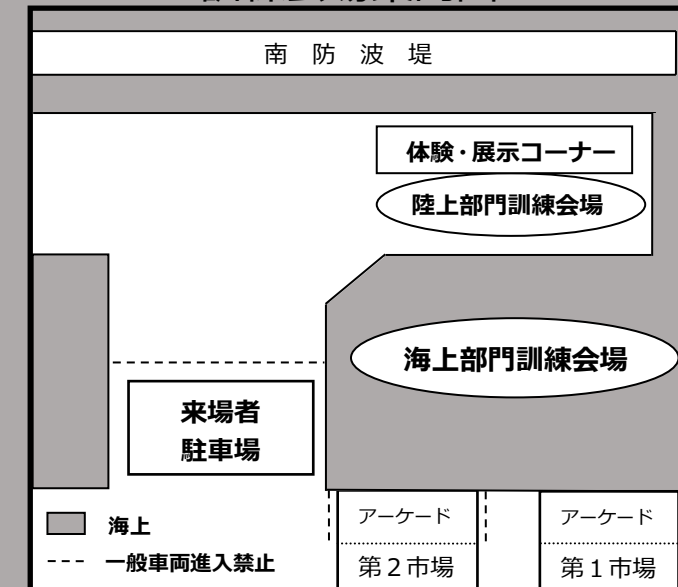 南 防 波 堤
体験・展示コーナー
陸上部門訓練会場
海上部門訓練会場
来場者
駐車場
海上
一般車両進入禁止
アーケード
第２市場
アーケード
第１市場